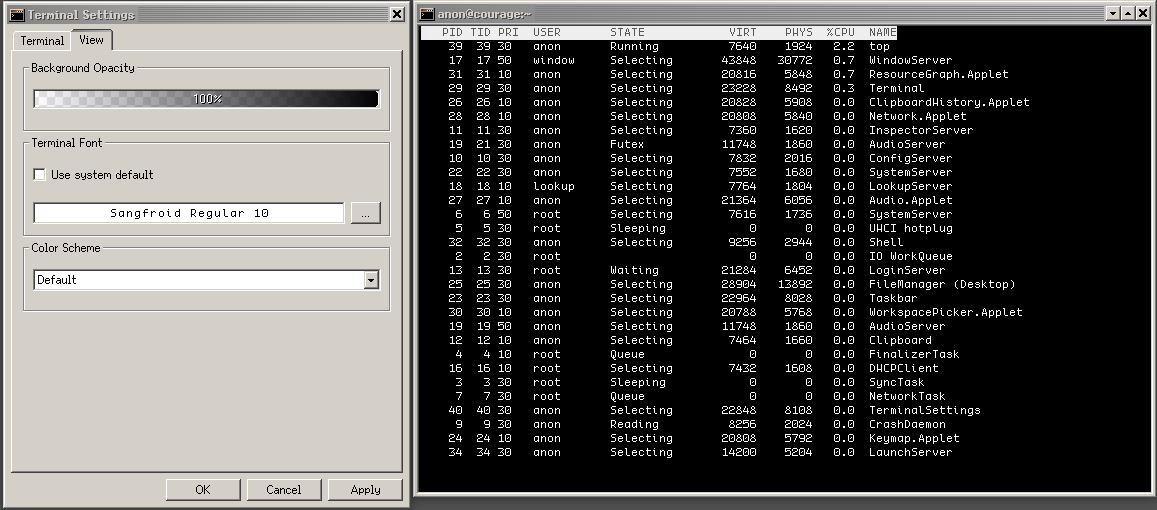 Terminal Settings
Terminal View
Background Opacity
100%
Terminal Font
Use system default
Sangfroid Regular 10 ...
Color Scheme
Default
OK Cancel Apply
anon@courage:~
PID TID PRI USER STATE VIRT PHYS %CPU NAME
39 39 30 anon Running 7640 1924 2.2 top
17 17 50 window Selecting 43848 30772 0.7 WindowServer
31 31 10 anon Selecting 20816 5848 0.7 ResourceGraph.Applet
29 29 30 anon Selecting 23228 8492 0.3 Terminal
26 26 10 anon Selecting 20828 5908 0.0 ClipboardHistory.Applet
28 28 10 anon Selecting 20808 5840 0.0 Network.Applet
11 11 30 anon Selecting 7360 1620 0.0 InspectorServer
19 21 30 anon Futex 11748 1860 0.0 AudioServer
10 10 30 anon Selecting 7832 2016 0.0 ConfigServer
22 22 30 anon Selecting 7552 1680 0.0 SystemServer
18 18 10 lookup Selecting 7764 1804 0.0 LookupServer
27 27 10 anon Selecting 21364 6056 0.0 Audio.Applet
6 6 50 root Selecting 7616 1736 0.0 SystemServer
5 5 30 root Sleeping 0 0 0.0 UHCI hotplug
32 32 30 anon Selecting 9256 2944 0.0 Shell
2 2 30 root 0 0 0.0 IO WorkQueue
13 13 30 root Waiting 21284 6452 0.0 LoginServer
25 25 30 anon Selecting 28904 13892 0.0 FileManager (Desktop)
23 23 30 anon Selecting 22964 8028 0.0 Taskbar
30 30 10 anon Selecting 20788 5768 0.0 WorkspacePicker.Applet
19 19 50 anon Selecting 11748 1860 0.0 AudioServer
12 12 10 anon Selecting 7464 1660 0.0 Clipboard
4 4 10 root Queue 0 0 0.0 FinalizerTask
16 16 10 root Selecting 7432 1608 0.0 DHCPClient
3 3 30 root Sleeping 0 0 0.0 SyncTask
7 7 30 root Queue 0 0 0.0 NetworkTask
40 40 30 anon Selecting 22848 8108 0.0 TerminalSettings
9 9 30 anon Reading 8256 2024 0.0 CrashDaemon
24 24 10 anon Selecting 20808 5792 0.0 Keymap.Applet
34 34 30 anon Selecting 14200 5204 0.0 LaunchServer